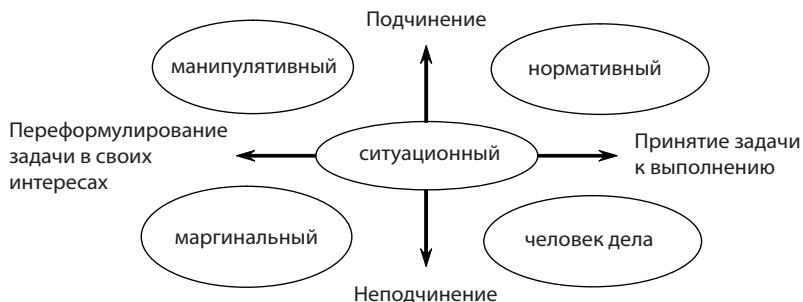 Подчинение
манипулятивный
нормативный
Переформулирование
задачи в своих
интересах
ситуационный
Принятие задачи
к выполнению
маргинальный
человек дела
Неподчинение